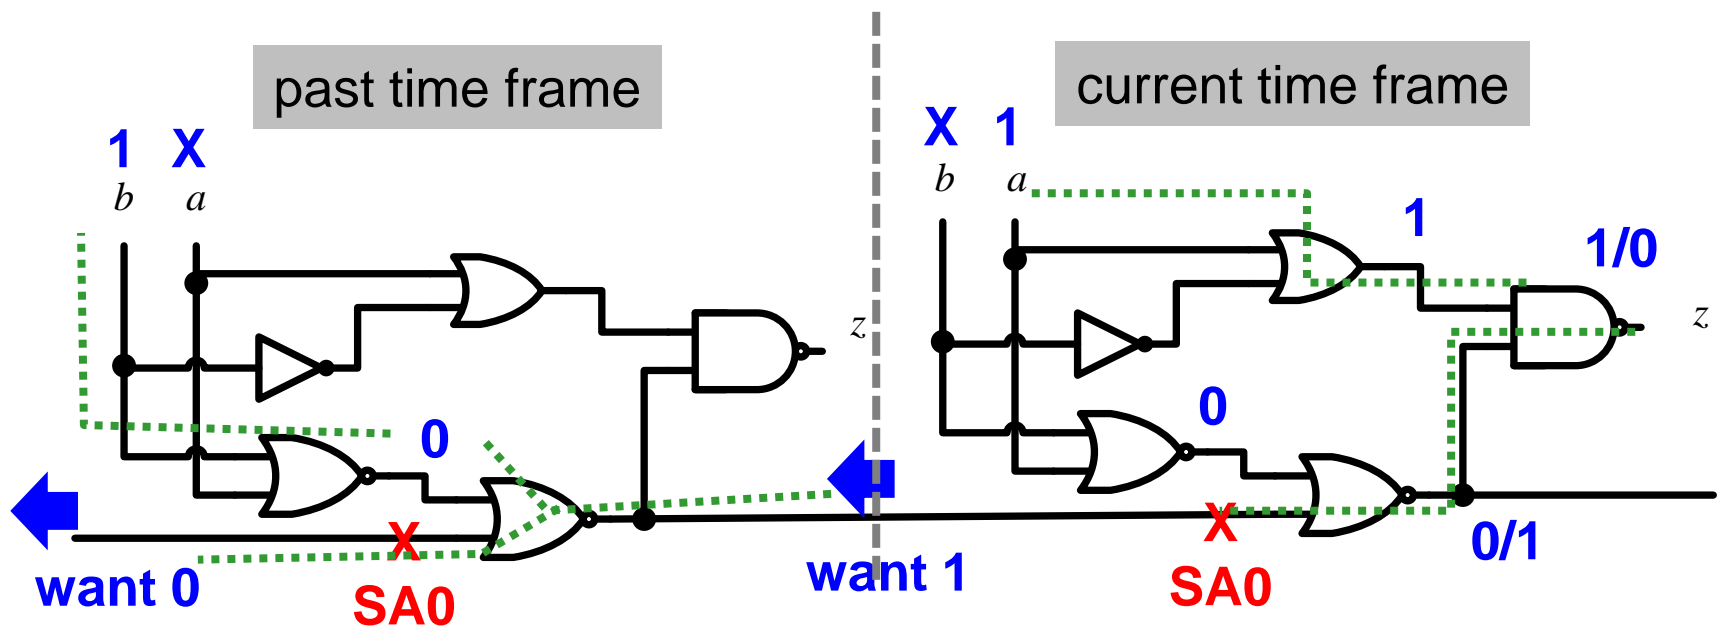 past time frame
current time frame
1 X
b a
X 1
b a
1
1/0
z
z
0
0
want 0
X
SA0
want 1
X
SA0
0/1